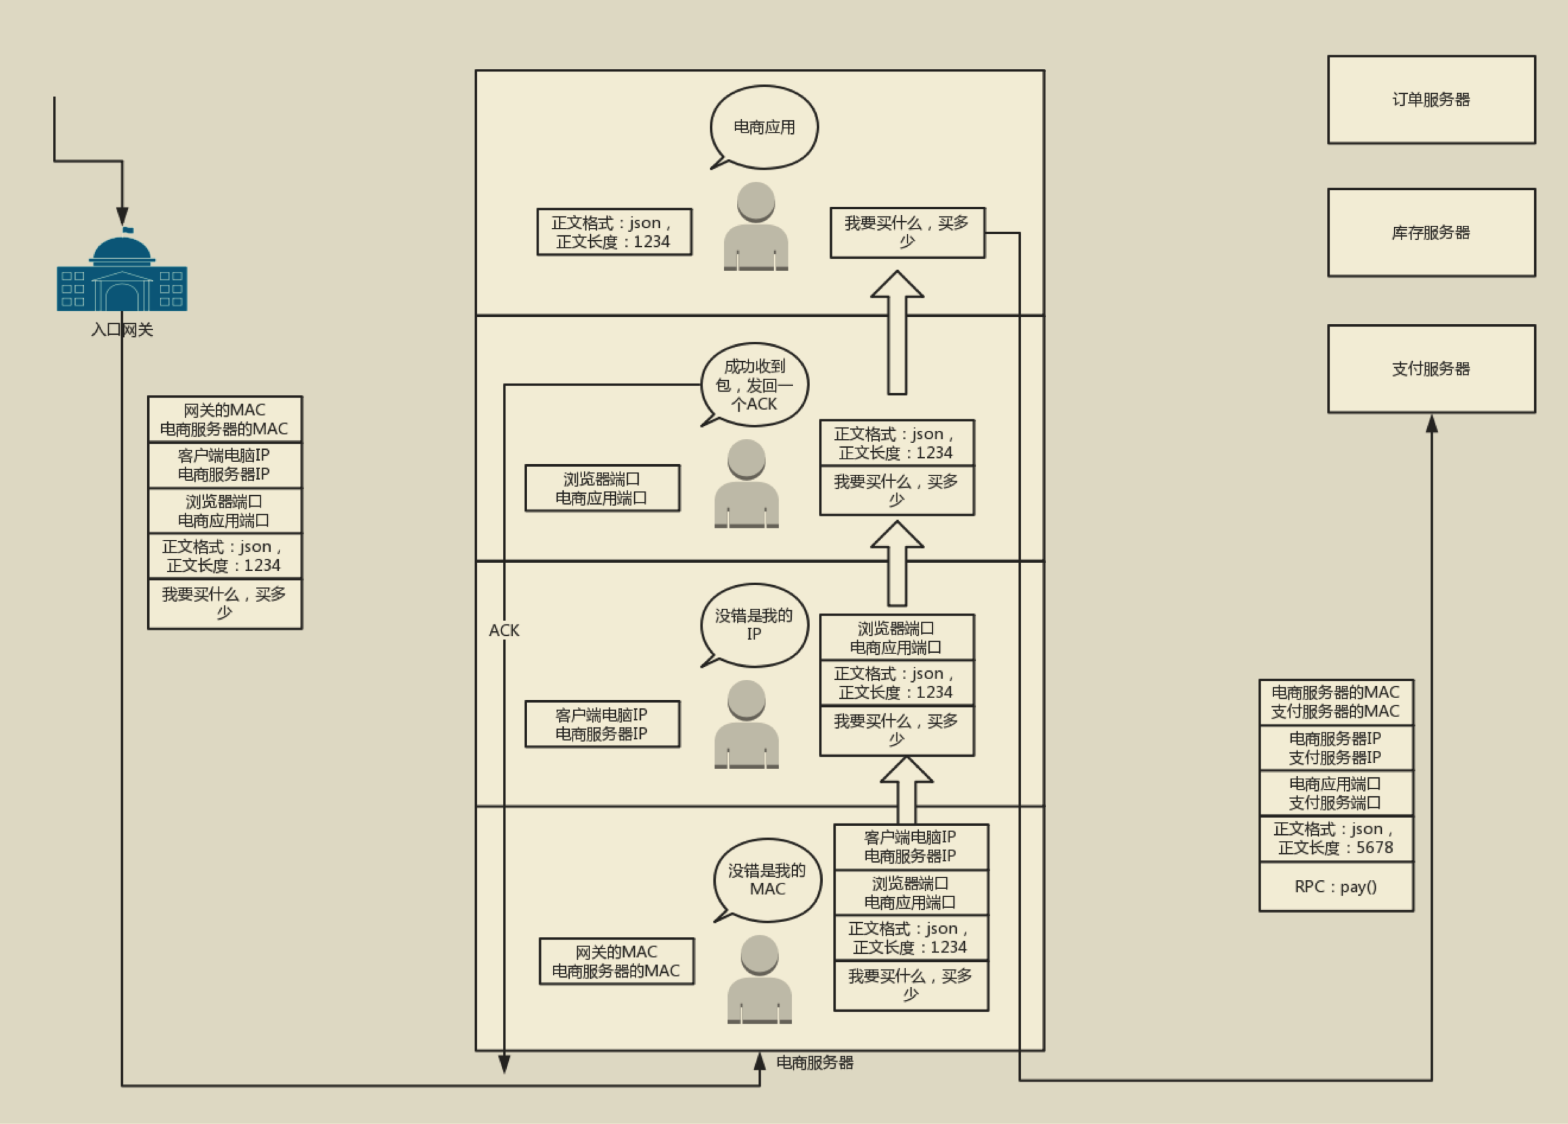 入口网关
网关的MAC
电商服务器的MAC
客户端电脑IP
电商服务器IP
浏览器端口
电商应用端口
正文格式：json，
正文长度：1234
我要买什么，买多
少
电商应用
正文格式：json，
正文长度：1234
我要买什么，买多
少
成功收到
包，发回一
个ACK
浏览器端口
电商应用端口
正文格式：json，
正文长度：1234
我要买什么，买多
少
ACK
没错是我的
IP
客户端电脑IP
电商服务器IP
浏览器端口
电商应用端口
正文格式：json，
正文长度：1234
我要买什么，买多
少
没错是我的
MAC
网关的MAC
电商服务器的MAC
客户端电脑IP
电商服务器IP
浏览器端口
电商应用端口
正文格式：json，
正文长度：1234
我要买什么，买多
少
电商服务器
订单服务器
库存服务器
支付服务器
电商服务器的MAC
支付服务器的MAC
电商服务器IP
支付服务器IP
电商应用端口
支付服务端口
正文格式：json，
正文长度：5678
RPC：pay()